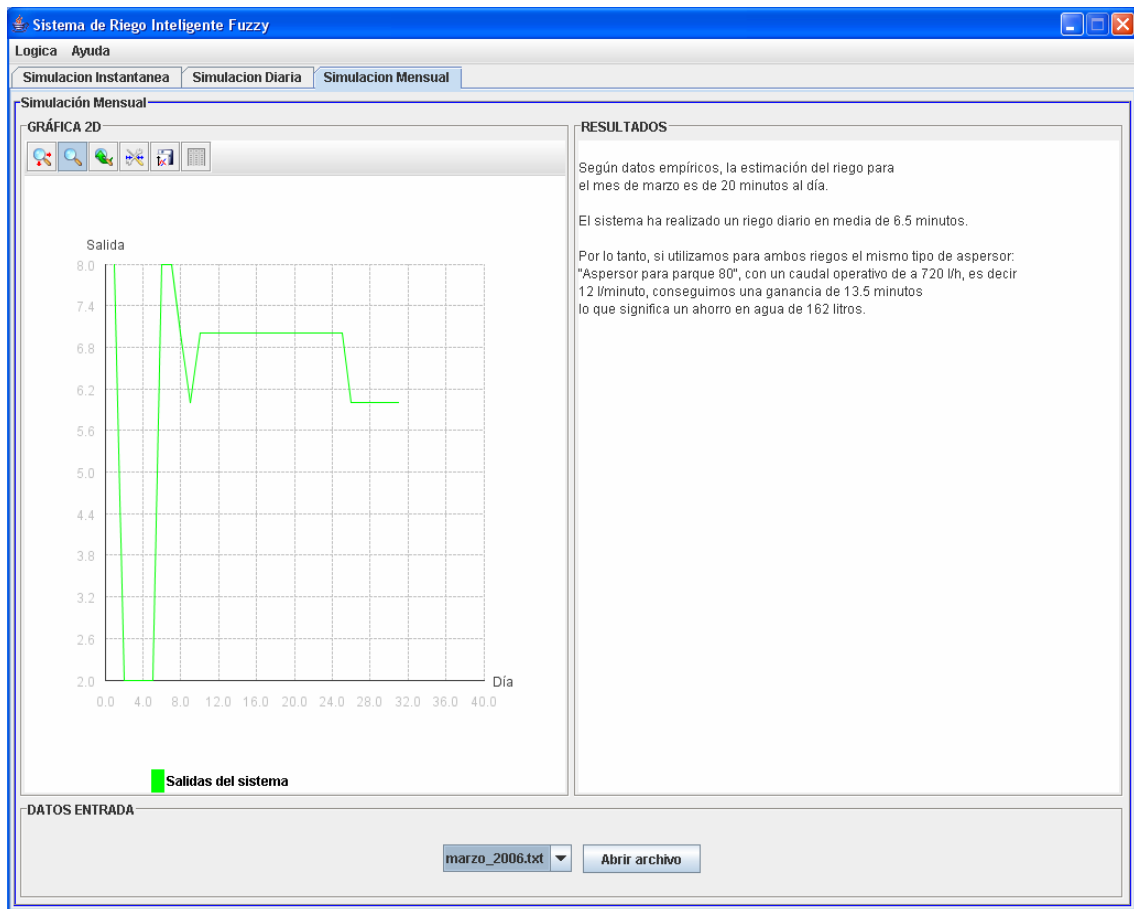 Sistema de Riego Inteligente Fuzzy
Logica Ayuda
Simulacion Instantanea Simulacion Diaria Simulacion Mensual
Simulación Mensual
GRÁFICA 2D
Salida
8.0
7.4
6.8
6.2
5.6
5.0
4.4
3.8
3.2
2.6
2.0
Día
0.0 4.0 8.0 12.0 16.0 20.0 24.0 28.0 32.0 36.0 40.0
Salidas del sistema
RESULTADOS
Según datos empíricos, la estimación del riego para
el mes de marzo es de 20 minutos al día.
El sistema ha realizado un riego diario en media de 6.5 minutos.
Por lo tanto, si utilizamos para ambos riegos el mismo tipo de aspersor:
"Aspersor para parque 80", con un caudal operativo de a 720 l/h, es decir
12 l/minuto, conseguimos una ganancia de 13.5 minutos
lo que significa un ahorro en agua de 162 litros.
DATOS ENTRADA
marzo_2006.txt Abrir archivo